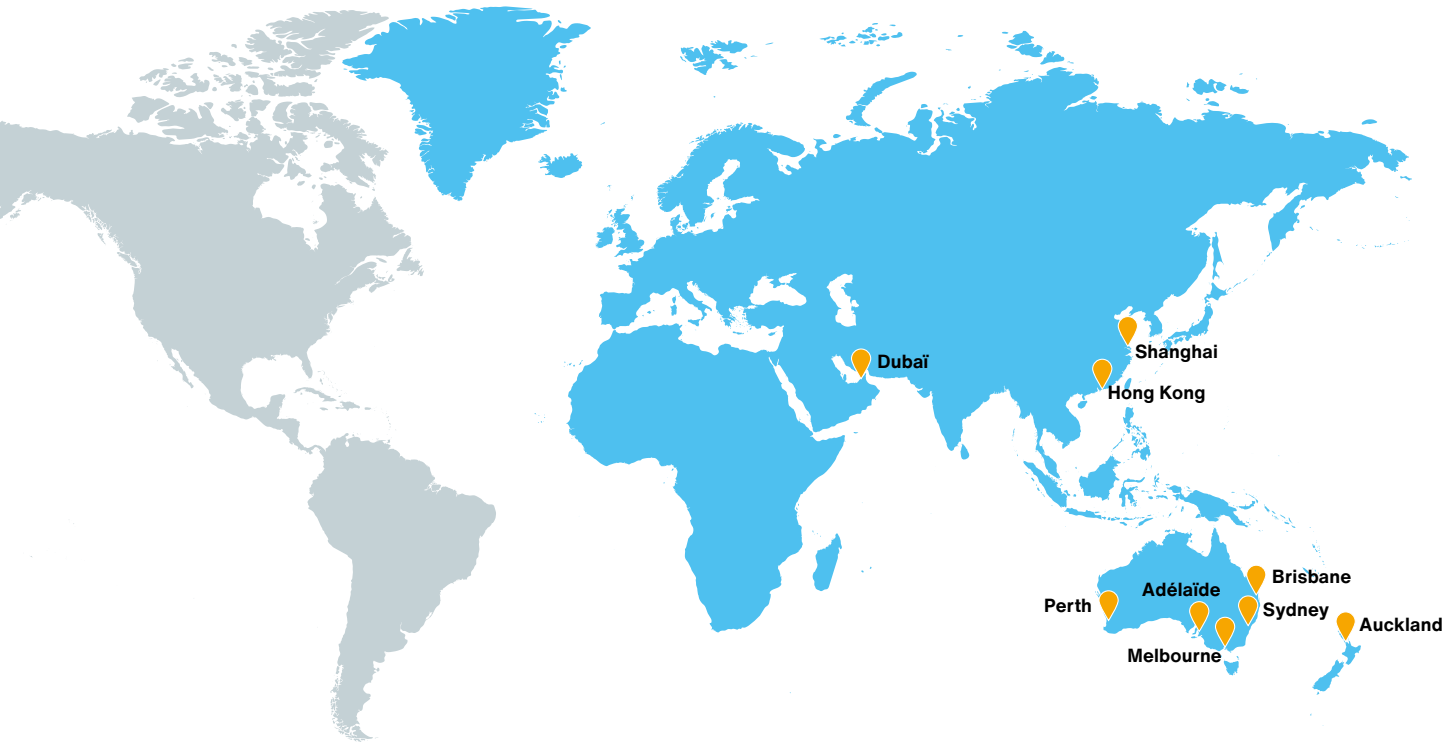 Shanghai
Dubaï
Hong Kong
Brisbane
Adélaïde
Perth
Sydney
Auckland
Melbourne